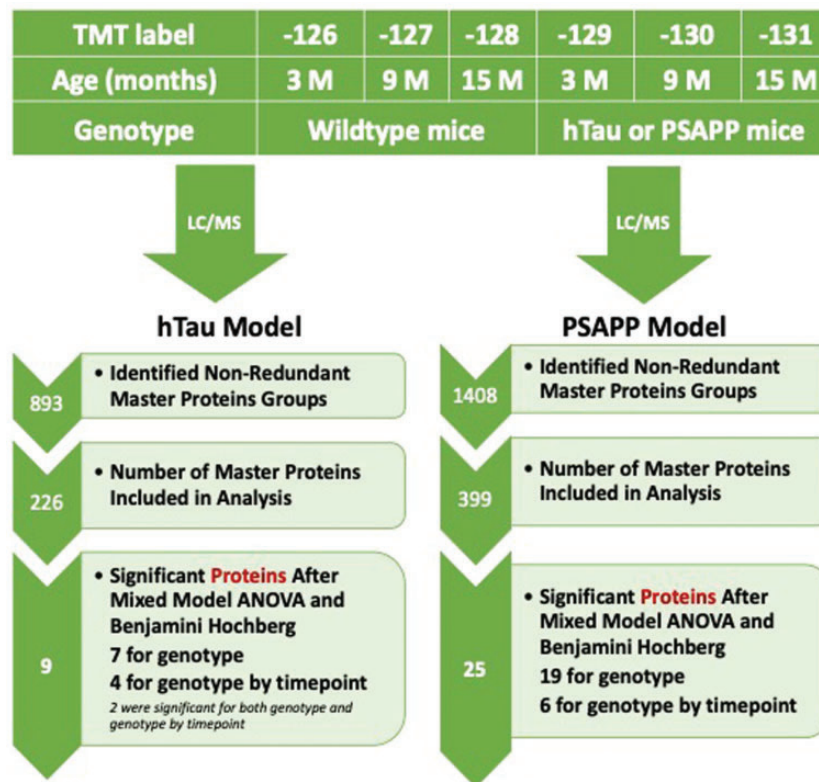 TMT label -126 -127 -128 -129 -130 -131
Age (months) 3 M 9 M 15 M 3 M 9 M 15 M
Genotype Wildtype mice hTau or PSAPP mice
LC/MS
LC/MS
hTau Model
893
• Identified Non-Redundant
Master Proteins Groups
226
• Number of Master Proteins
Included in Analysis
9
• Significant Proteins After
Mixed Model ANOVA and
Benjamini Hochberg
7 for genotype
4 for genotype by timepoint
2 were significant for both genotype and
genotype by timepoint
PSAPP Model
1408
• Identified Non-Redundant
Master Proteins Groups
399
• Number of Master Proteins
Included in Analysis
25
• Significant Proteins After
Mixed Model ANOVA and
Benjamini Hochberg
19 for genotype
6 for genotype by timepoint